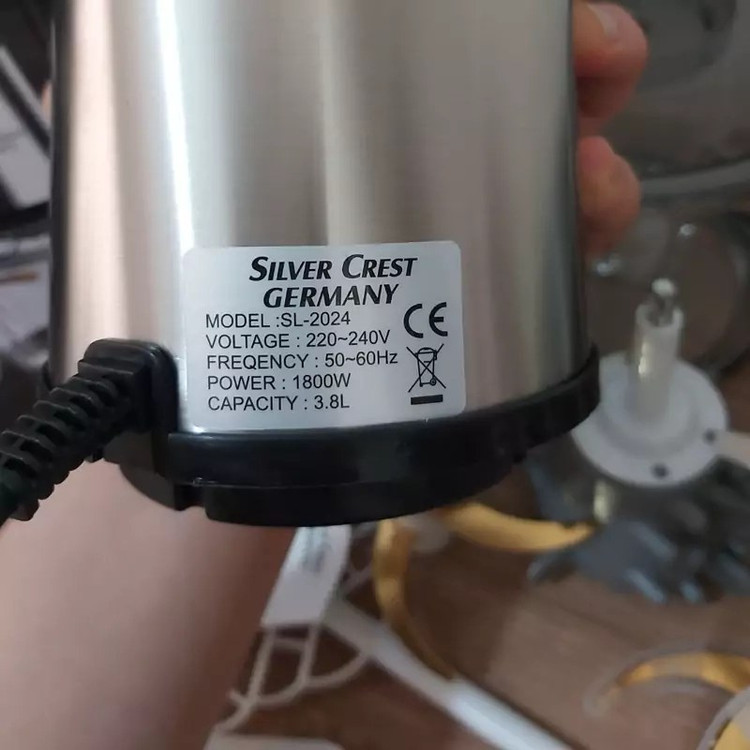 SILVER CREST
GERMANY
MODEL :SL-2024
VOLTAGE : 220~240V
FREQENCY : 50~60Hz
POWER : 1800W
CAPACITY : 3.8L
CE